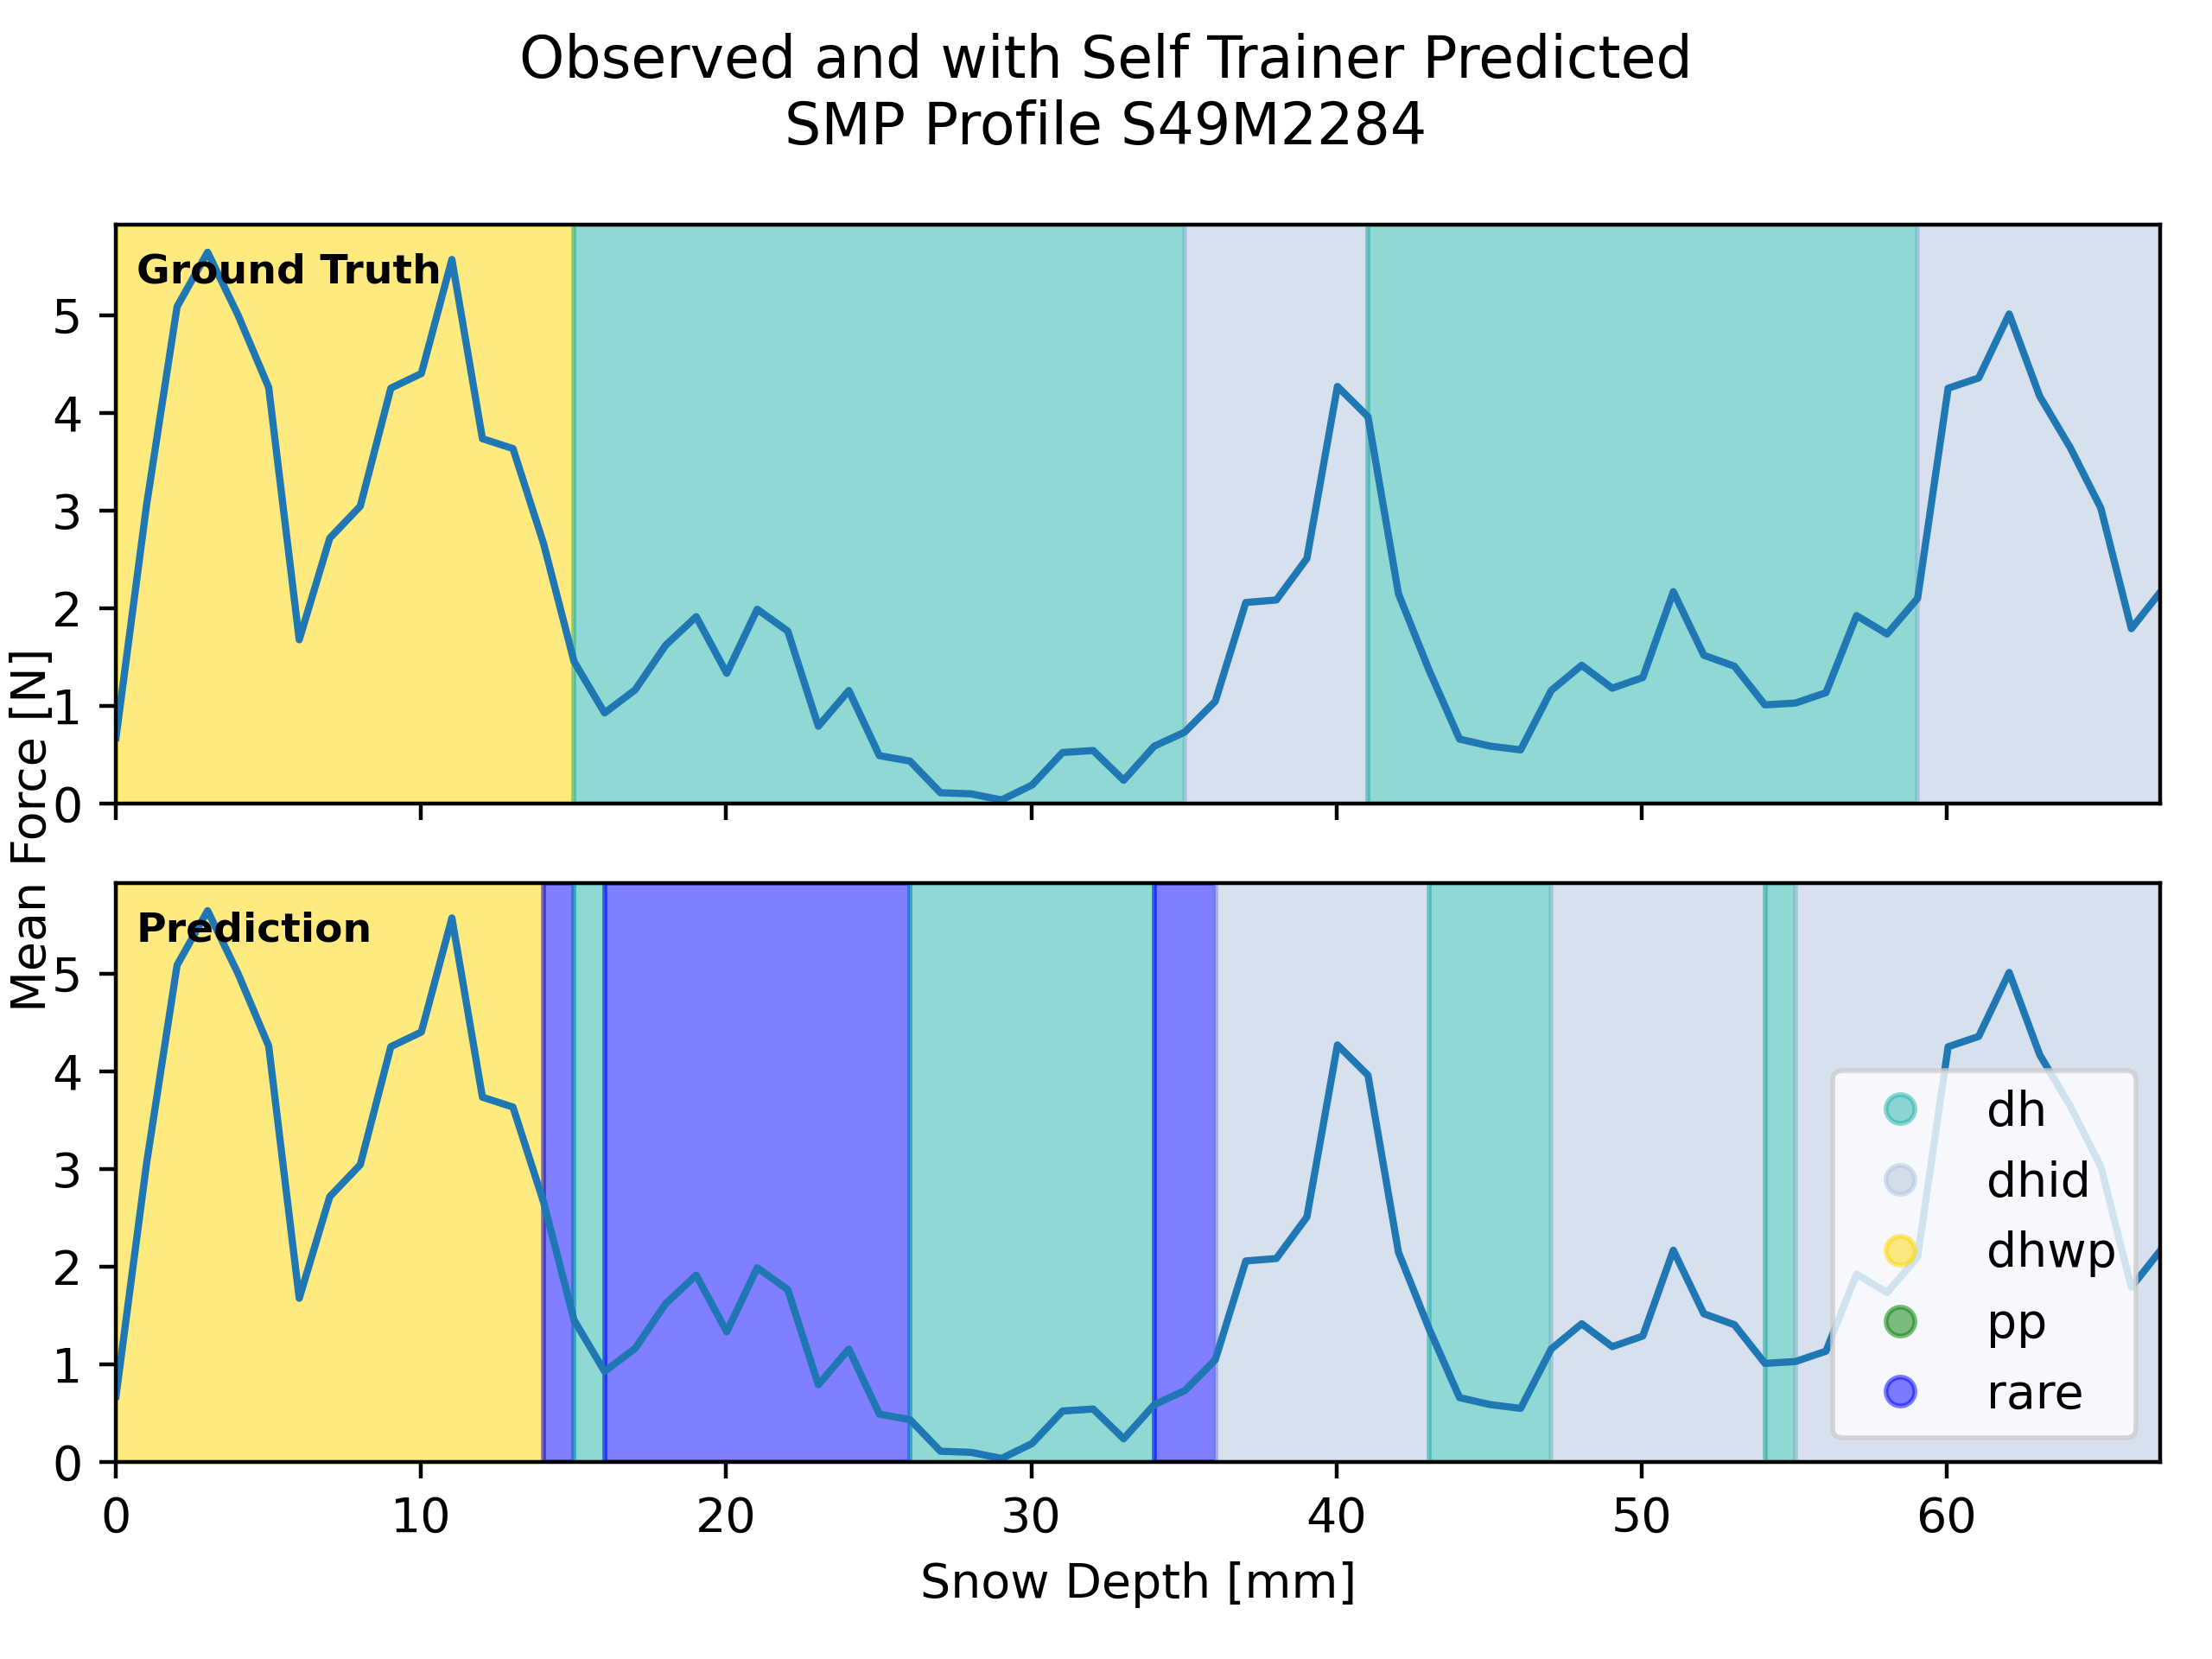 Observed and with Self Trainer Predicted
SMP Profile S49M2284
Mean Force [N]
Ground Truth
5
4
3
2
1
0
Prediction
5
4
3
2
1
0
dh
dhid
dhwp
pp
rare
0 10 20 30 40 50 60
Snow Depth [mm]